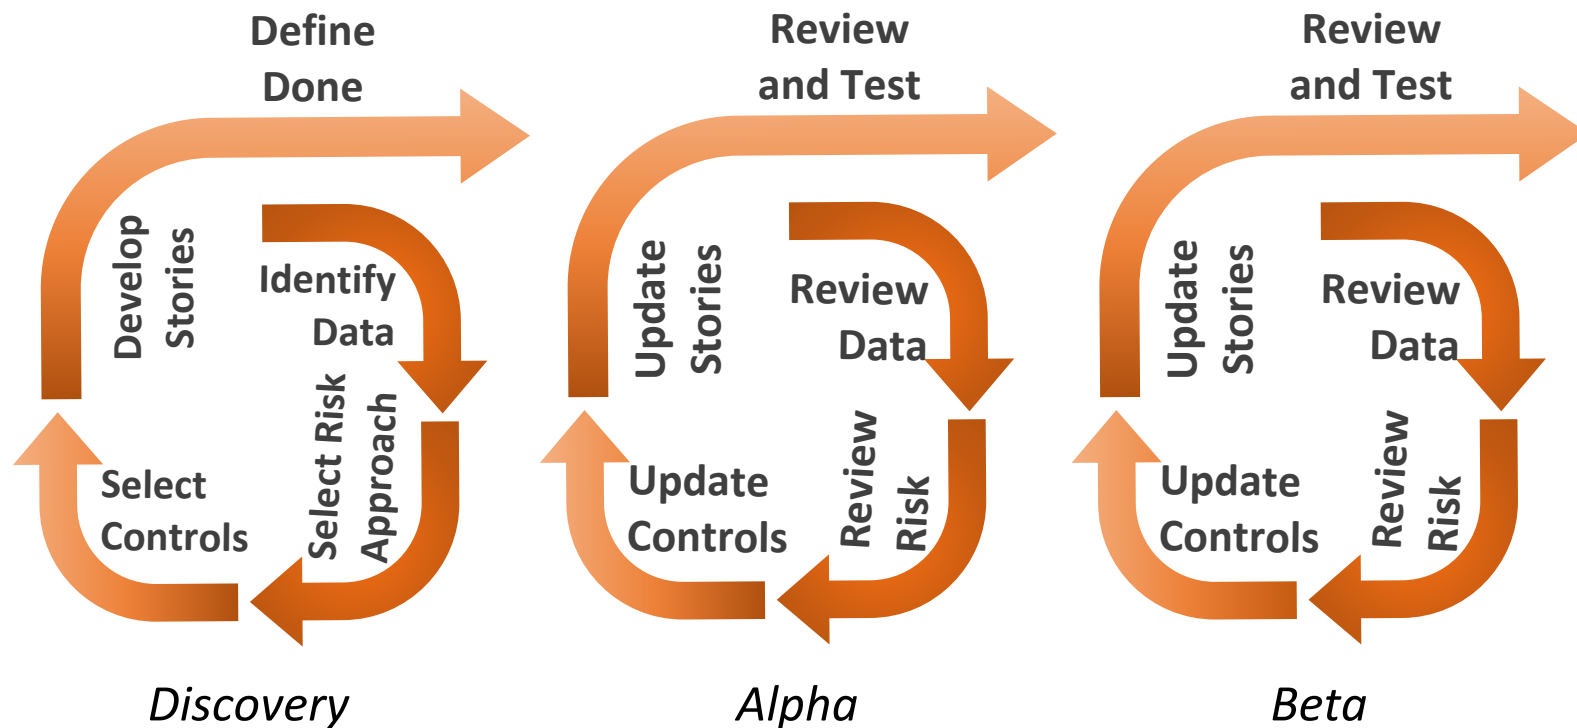 Define
Done
Develop
Stories
Identify
Data
Select Risk
Approach
Select
Controls
Discovery
Review
and Test
Update
Stories
Review
Data
Review
Risk
Update
Controls
Alpha
Review
and Test
Update
Stories
Review
Data
Review
Risk
Update
Controls
Beta